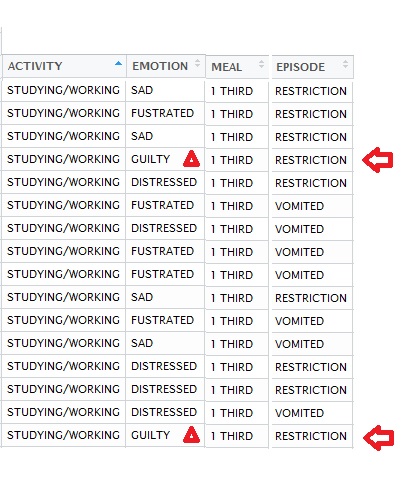 ACTIVITY EMOTION MEAL EPISODE
STUDYING/WORKING SAD 1 THIRD RESTRICTION
STUDYING/WORKING FUSTRATED 1 THIRD RESTRICTION
STUDYING/WORKING SAD 1 THIRD RESTRICTION
STUDYING/WORKING GUILTY 1 THIRD RESTRICTION
STUDYING/WORKING DISTRESSED 1 THIRD RESTRICTION
STUDYING/WORKING FUSTRATED 1 THIRD VOMITED
STUDYING/WORKING DISTRESSED 1 THIRD VOMITED
STUDYING/WORKING FUSTRATED 1 THIRD VOMITED
STUDYING/WORKING FUSTRATED 1 THIRD VOMITED
STUDYING/WORKING SAD 1 THIRD RESTRICTION
STUDYING/WORKING FUSTRATED 1 THIRD VOMITED
STUDYING/WORKING SAD 1 THIRD VOMITED
STUDYING/WORKING DISTRESSED 1 THIRD RESTRICTION
STUDYING/WORKING DISTRESSED 1 THIRD RESTRICTION
STUDYING/WORKING DISTRESSED 1 THIRD VOMITED
STUDYING/WORKING GUILTY 1 THIRD RESTRICTION